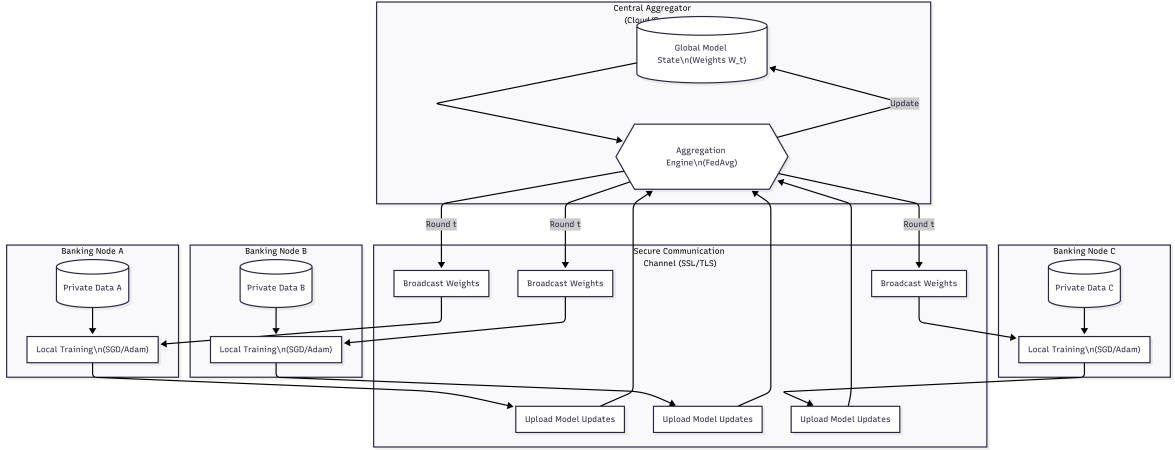 Central Aggregator
Global Model
State\n(Weights W_t)
Update
Aggregation
Engine\n(FedAvg)
Round t
Round t
Round t
Banking Node A
Banking Node B
Secure Communication
Channel (SSL/TLS)
Banking Node C
Private Data A
Private Data B
Broadcast Weights
Broadcast Weights
Broadcast Weights
Private Data C
Local Training\n(SGD/Adam)
Local Training\n(SGD/Adam)
Local Training\n(SGD/Adam)
Upload Model Updates
Upload Model Updates
Upload Model Updates